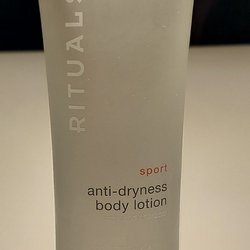 RITUALS
sport
anti-dryness
body lotion